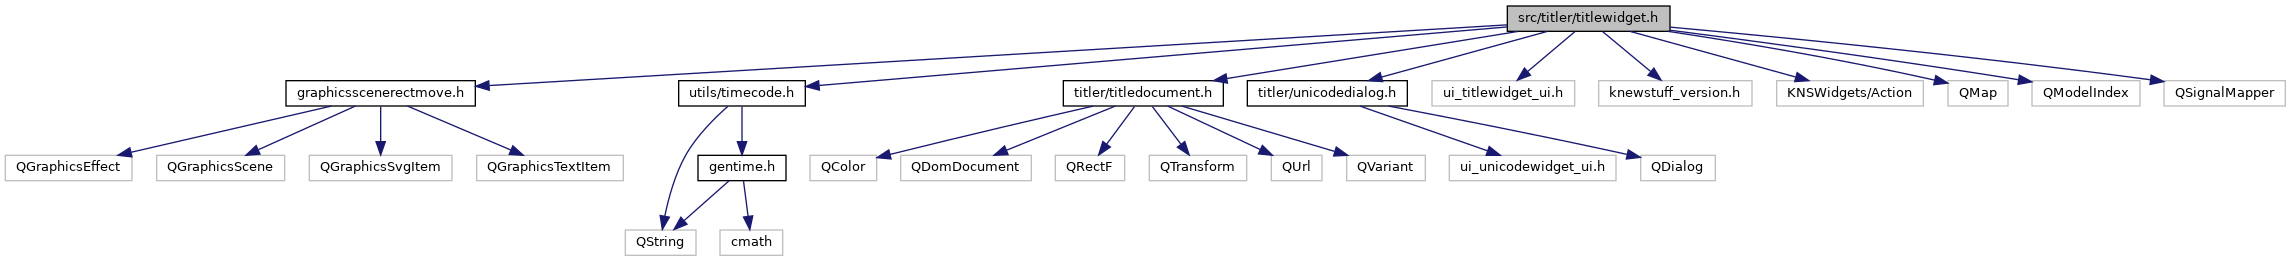 src/titler/titlewidget.h
graphicsscenerectmove.h
utils/timecode.h
titler/titledocument.h
titler/unicodedialog.h
ui_titlewidget_ui.h
knewstuff_version.h
KNSWidgets/Action
QMap
QModelIndex
QSignalMapper
QGraphicsEffect
QGraphicsScene
QGraphicsSvgItem
QGraphicsTextItem
gentime.h
QColor
QDomDocument
QRectF
QTransform
QUrl
QVariant
ui_unicodewidget_ui.h
QDialog
QString
cmath